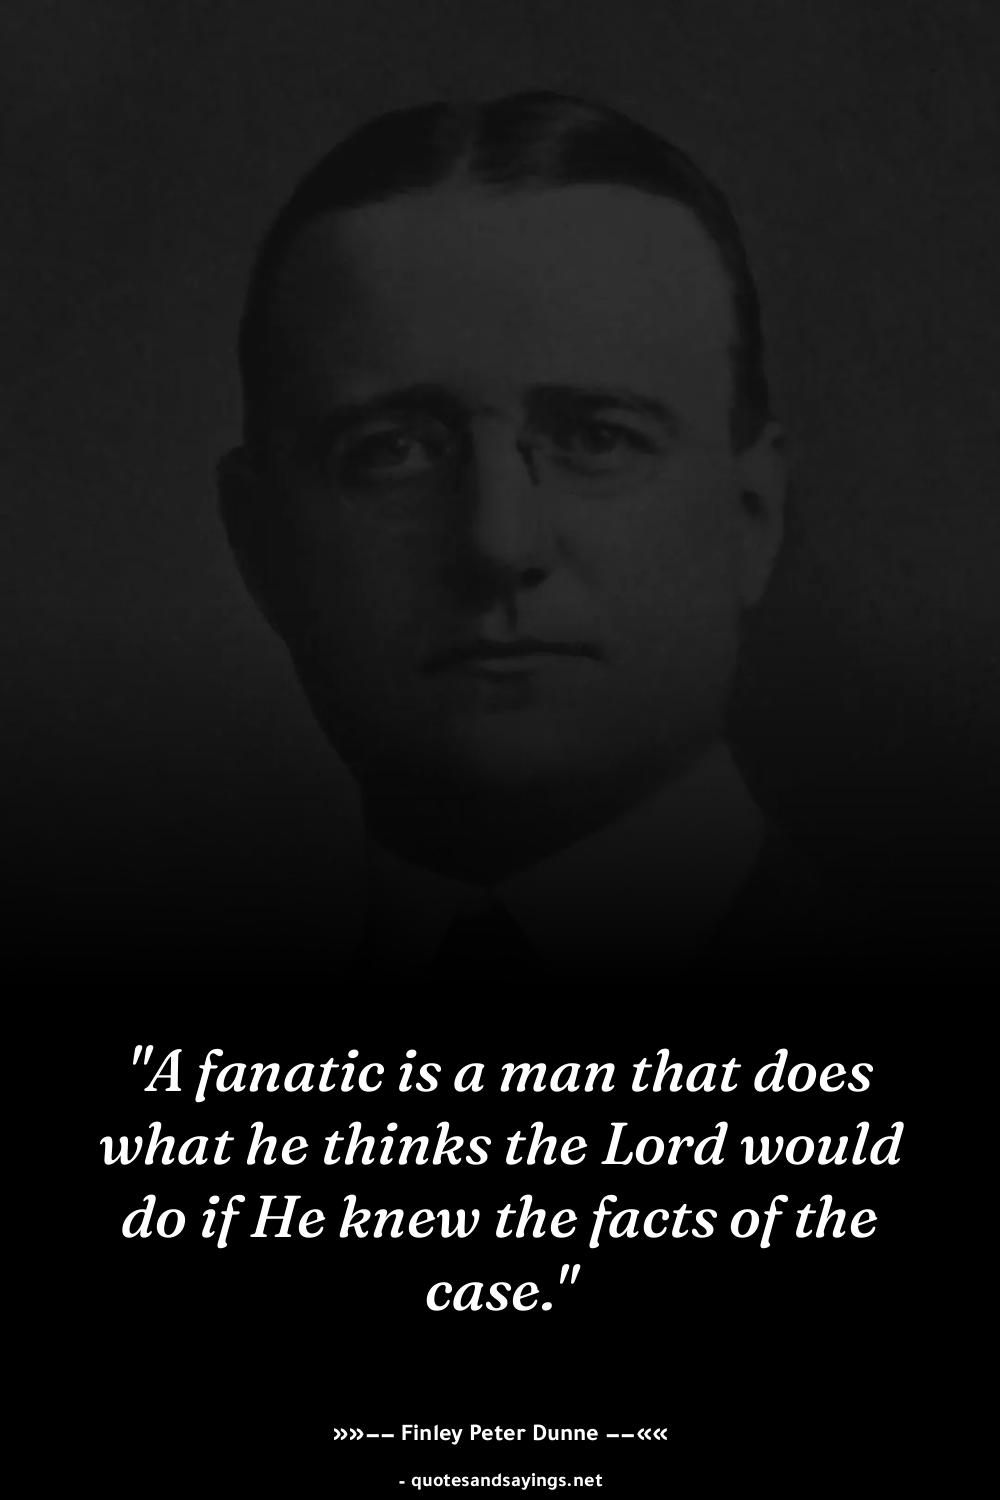 "A fanatic is a man that does
what he thinks the Lord would
do if He knew the facts of the
case."
»»−− Finley Peter Dunne −−««
- quotesandsayings.net